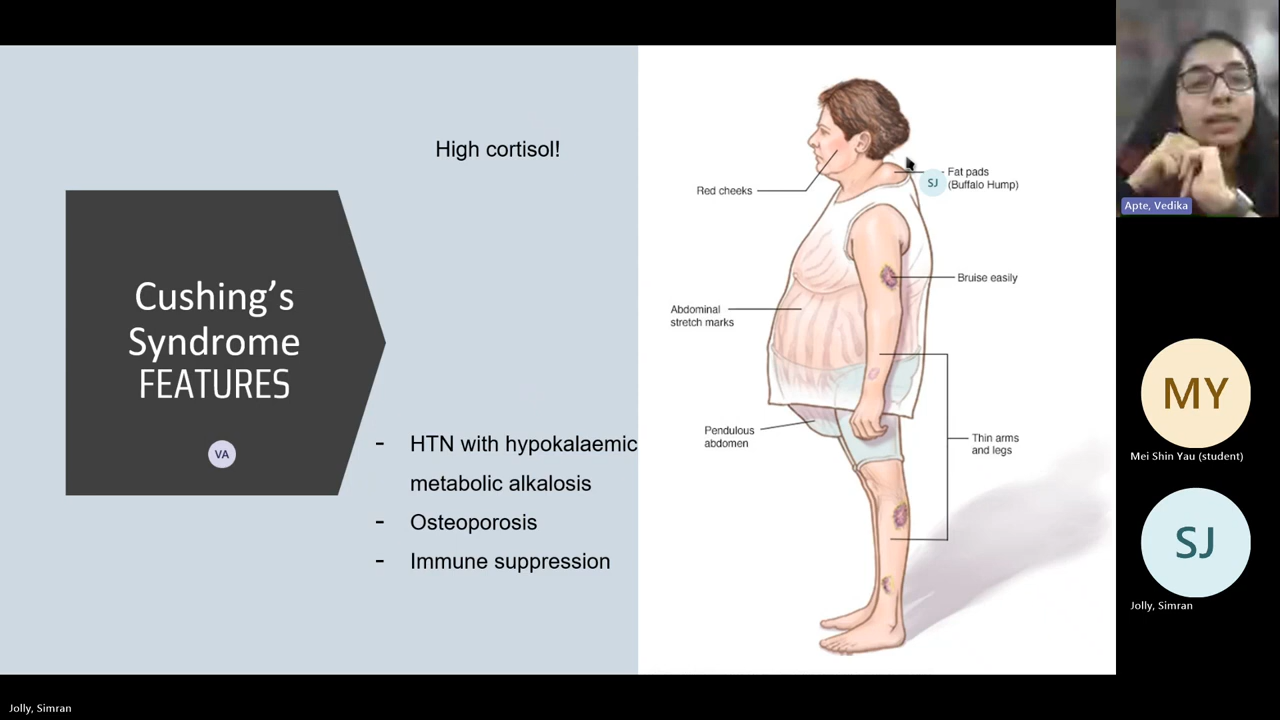 High cortisol!
Cushing's
Syndrome
FEATURES
VA
- HTN with hypokalaemic
metabolic alkalosis
- Osteoporosis
- Immune suppression
Red cheeks
SJ
Fat pads
(Buffalo Hump)
Bruise easily
Abdominal
stretch marks
Pendulous
abdomen
Thin arms
and legs
Apte, Vedika
MY
Mei Shin Yau (student)
SJ
Jolly, Simran
Jolly, Simran